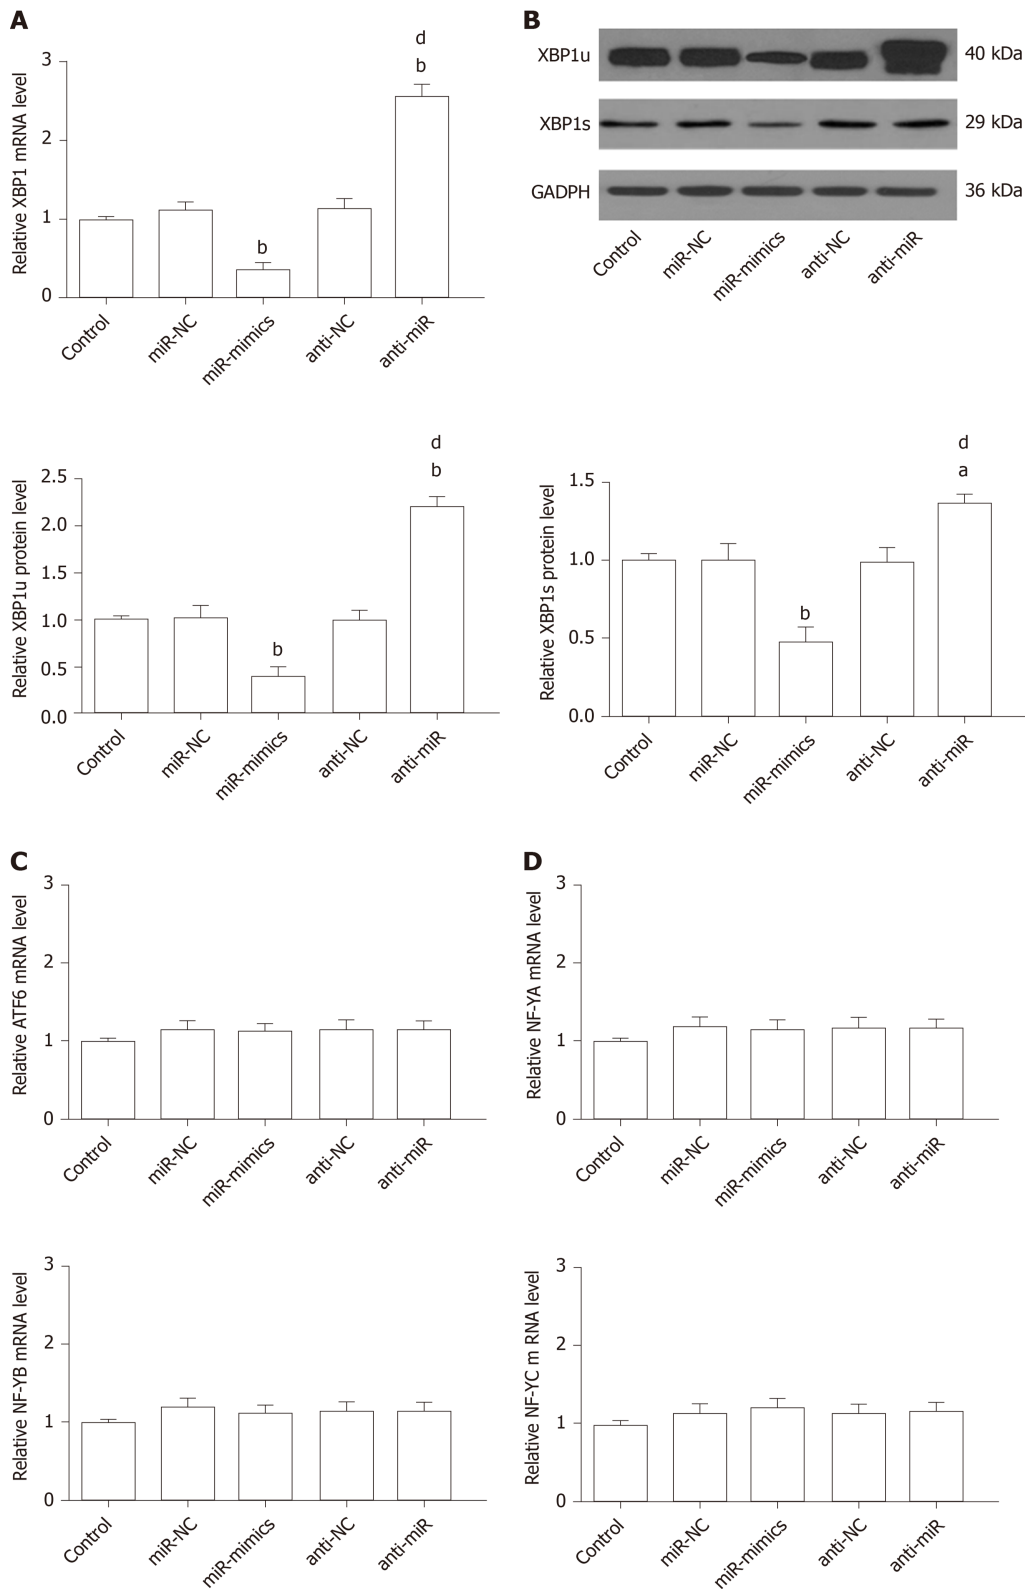 A
Relative XBP1 mRNA level
3
2
1
0
b
d
b
Control
miR-NC
miR-mimics
anti-NC
anti-miR
B
XBP1u
40 kDa
XBP1s
29 kDa
GADPH
36 kDa
Control
miR-NC
miR-mimics
anti-NC
anti-miR
Relative XBP1u protein level
2.5
2.0
1.5
1.0
0.5
0.0
b
d
b
Control
miR-NC
miR-mimics
anti-NC
anti-miR
Relative XBP1s protein level
1.5
1.0
0.5
0.0
b
d
a
Control
miR-NC
miR-mimics
anti-NC
anti-miR
C
Relative ATF6 mRNA level
3
2
1
0
Control
miR-NC
miR-mimics
anti-NC
anti-miR
D
Relative NF-YA mRNA level
3
2
1
0
Control
miR-NC
miR-mimics
anti-NC
anti-miR
Relative NF-YB mRNA level
3
2
1
0
Control
miR-NC
miR-mimics
anti-NC
anti-miR
Relative NF-YC m RNA level
3
2
1
0
Control
miR-NC
miR-mimics
anti-NC
anti-miR